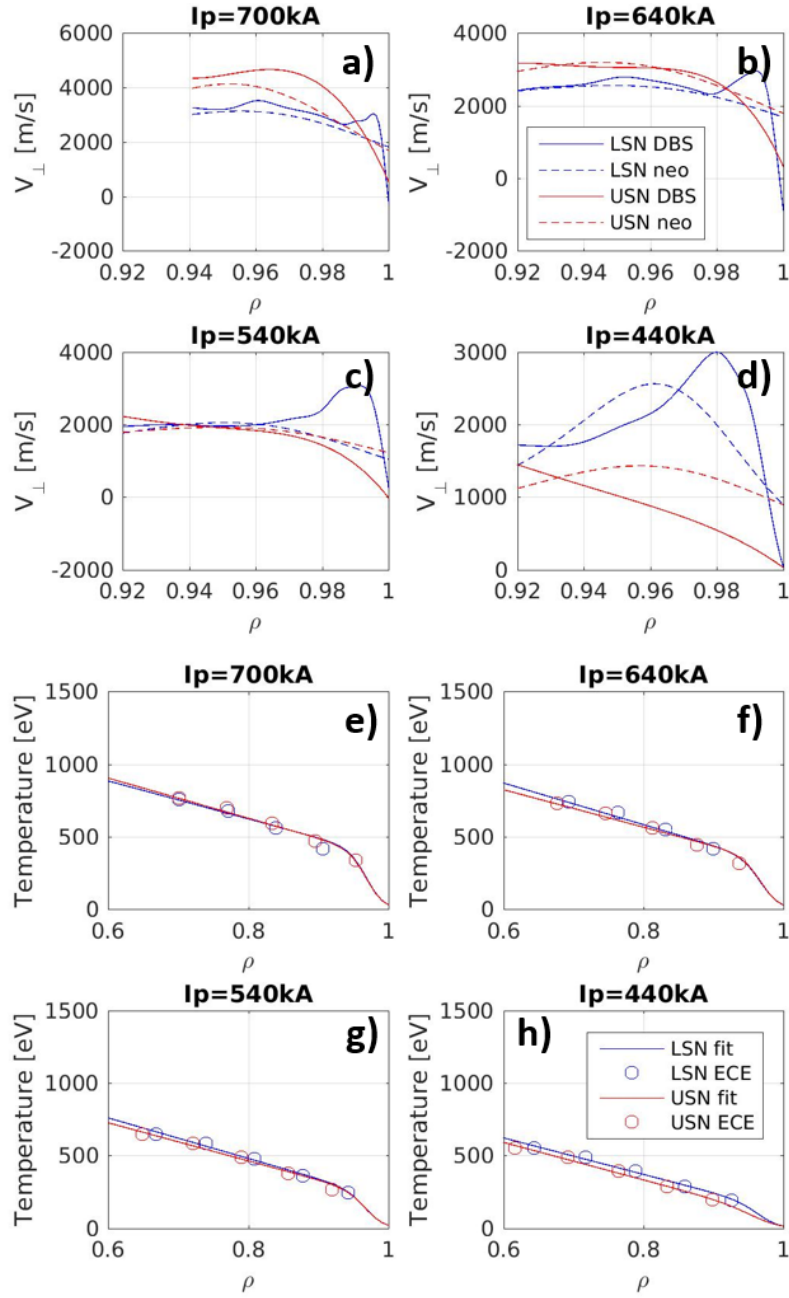 Ip=700kA
a)
6000
4000
2000
0
-2000
V⊥ [m/s]
0.92 0.94 0.96 0.98 1
ρ
Ip=640kA
b)
4000
2000
0
-2000
V⊥ [m/s]
LSN DBS
LSN neo
USN DBS
USN neo
0.92 0.94 0.96 0.98 1
ρ
Ip=540kA
c)
4000
2000
0
-2000
V⊥ [m/s]
0.92 0.94 0.96 0.98 1
ρ
Ip=440kA
d)
3000
2000
1000
0
V⊥ [m/s]
0.92 0.94 0.96 0.98 1
ρ
Ip=700kA
e)
1500
1000
500
0
Temperature [eV]
0.6 0.8 1
ρ
Ip=640kA
f)
1500
1000
500
0
Temperature [eV]
0.6 0.8 1
ρ
Ip=540kA
g)
1500
1000
500
0
Temperature [eV]
0.6 0.8 1
ρ
Ip=440kA
h)
1500
1000
500
0
Temperature [eV]
LSN fit
LSN ECE
USN fit
USN ECE
0.6 0.8 1
ρ